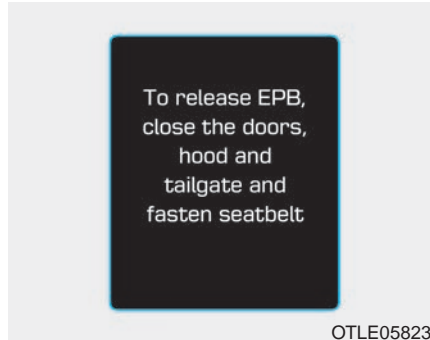 To release EPB,
close the doors,
hood and
tailgate and
fasten seatbelt
OTLE05823